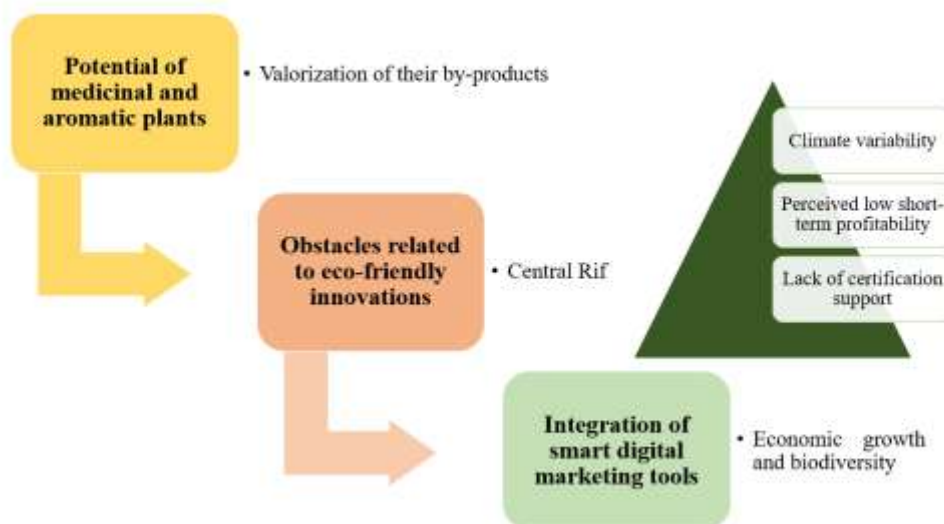 Potential of
medicinal and
aromatic plants
• Valorization of their by-products
Obstacles related
to eco-friendly
innovations
• Central Rif
Climate variability
Perceived low short-
term profitability
Lack of certification
support
Integration of
smart digital
marketing tools
• Economic growth
and biodiversity